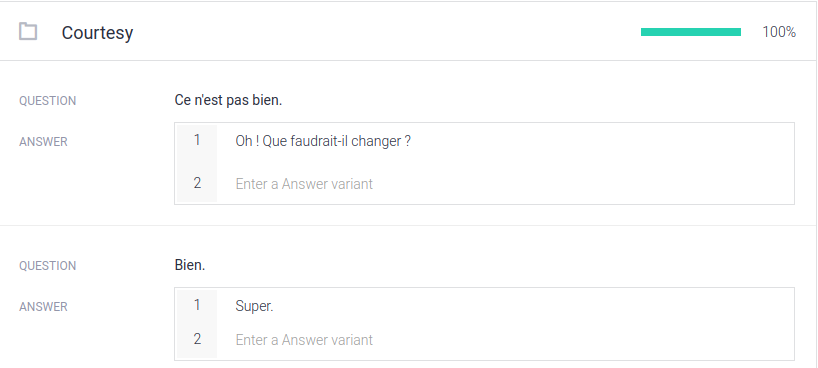 Courtesy 100%
QUESTION Ce n'est pas bien.
ANSWER 1 Oh ! Que faudrait-il changer ?
2 Enter a Answer variant
QUESTION Bien.
ANSWER 1 Super.
2 Enter a Answer variant